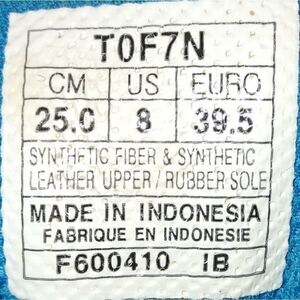 T0F7N
CM US EURO
25.0 8 39.5
SYNTHETIC FIBER & SYNTHETIC
LEATHER UPPER / RUBBER SOLE
MADE IN INDONESIA
FABRIQUE EN INDONESIE
F600410 IB